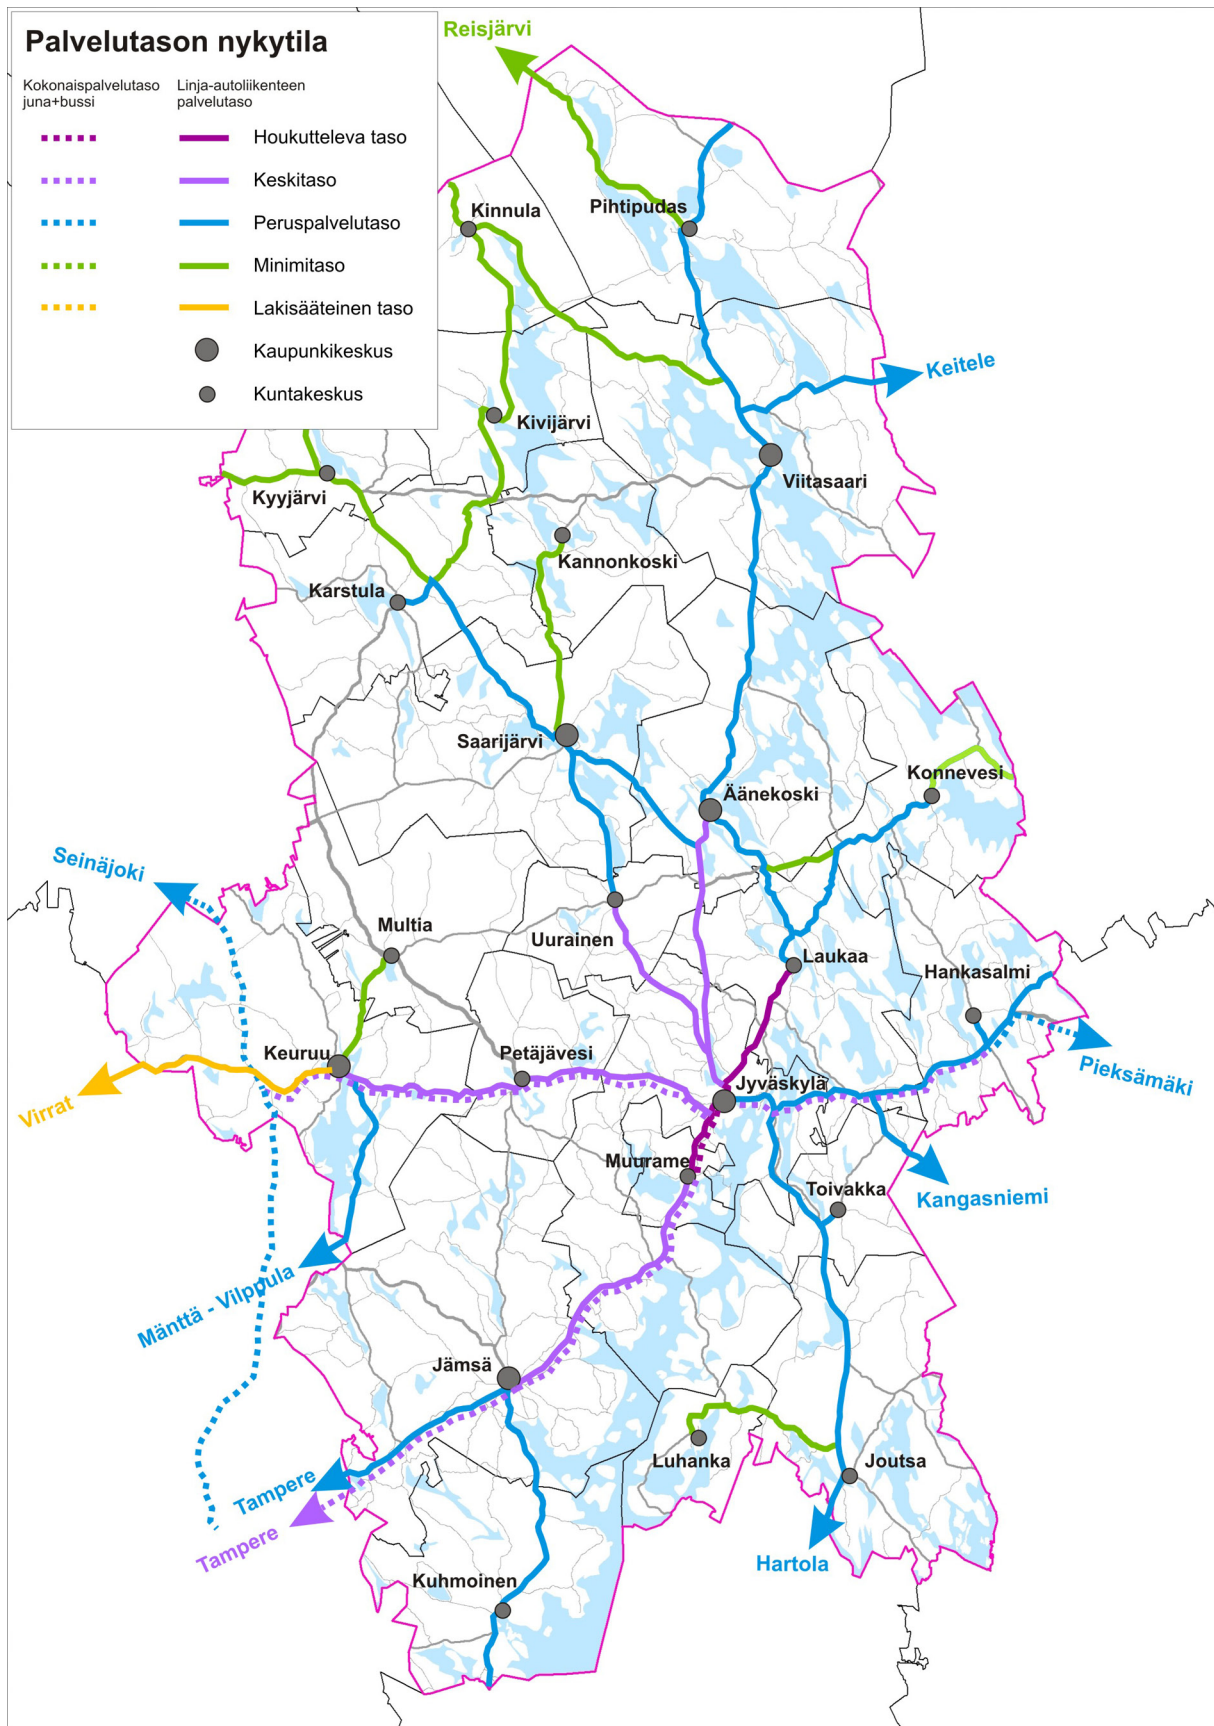 Palvelutason nykytila
Kokonaispalvelutaso
juna+bussi
Linja-autoliikenteen
palvelutaso
Houkutteleva taso
Keskitaso
Peruspalvelutaso
Minimitaso
Lakisääteinen taso
Kaupunkikeskus
Kuntakeskus
Reisjärvi
Kinnula
Pihtipudas
Keitele
Kivijärvi
Viitasaari
Kyyjärvi
Kannonkoski
Karstula
Saarijärvi
Konnevesi
Äänekoski
Seinäjoki
Multia
Uurainen
Laukaa
Hankasalmi
Keuruu
Petäjävesi
Jyväskylä
Pieksämäki
Virrat
Muurame
Toivakka
Kangasniemi
Mänttä - Vilppula
Jämsä
Luhanka
Joutsa
Tampere
Tampere
Hartola
Kuhmoinen